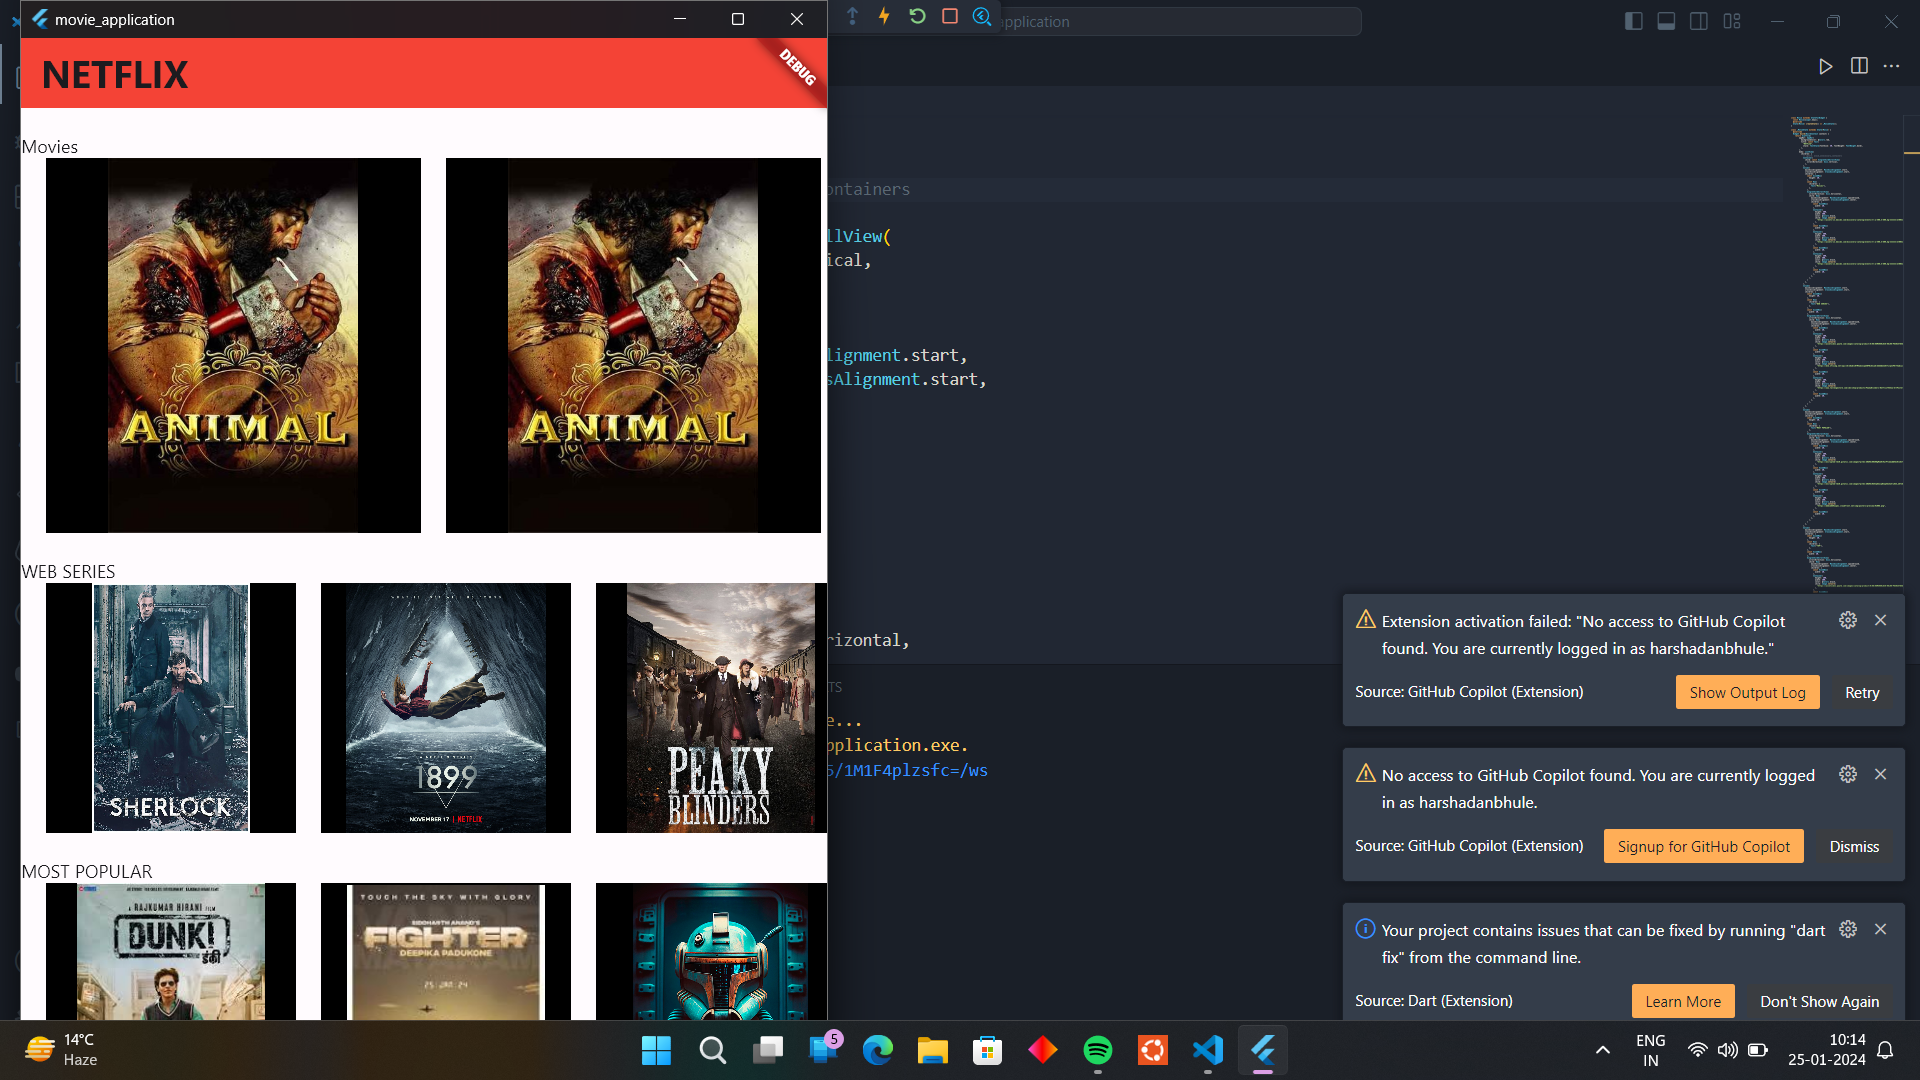 movie_application
pplication
NETFLIX
DEBUG
Movies
ontainers
llView(
ical,
lignment.start,
sAlignment.start,
rizontal,
ANIMAL
ANIMAL
WEB SERIES
SHERLOCK
1899
NOVEMBER 17 | NETFLIX
PEAKY
BLINDERS
TS
e...
pplication.exe.
5/1M1F4plzsfc=/ws
MOST POPULAR
A RAJKUMAR HIRANI FILM
DUNKI
डंकी
TOUCH THE SKY WITH GLORY
SIDDHARTH ANAND'S
FIGHTER
DEEPIKA PADUKONE
25 JAN 24
Extension activation failed: "No access to GitHub Copilot
found. You are currently logged in as harshadanbhule."
Source: GitHub Copilot (Extension)
Show Output Log
Retry
No access to GitHub Copilot found. You are currently logged
in as harshadanbhule.
Source: GitHub Copilot (Extension)
Signup for GitHub Copilot
Dismiss
Your project contains issues that can be fixed by running "dart
fix" from the command line.
Source: Dart (Extension)
Learn More
Don't Show Again
14°C
Haze
5
ENG
IN
10:14
25-01-2024